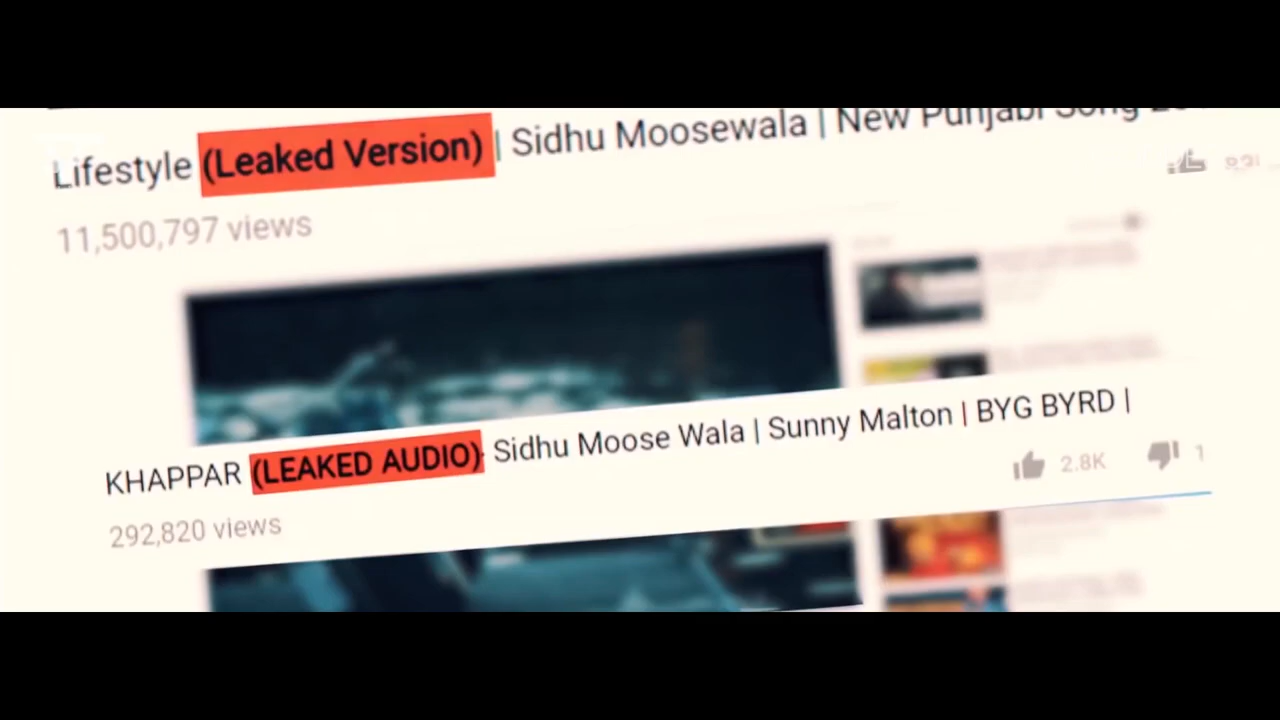 Lifestyle (Leaked Version) | Sidhu Moosewala | New Punjabi Song
11,500,797 views
KHAPPAR (LEAKED AUDIO) Sidhu Moose Wala | Sunny Malton | BYG BYRD |
2.8K 1
292,820 views